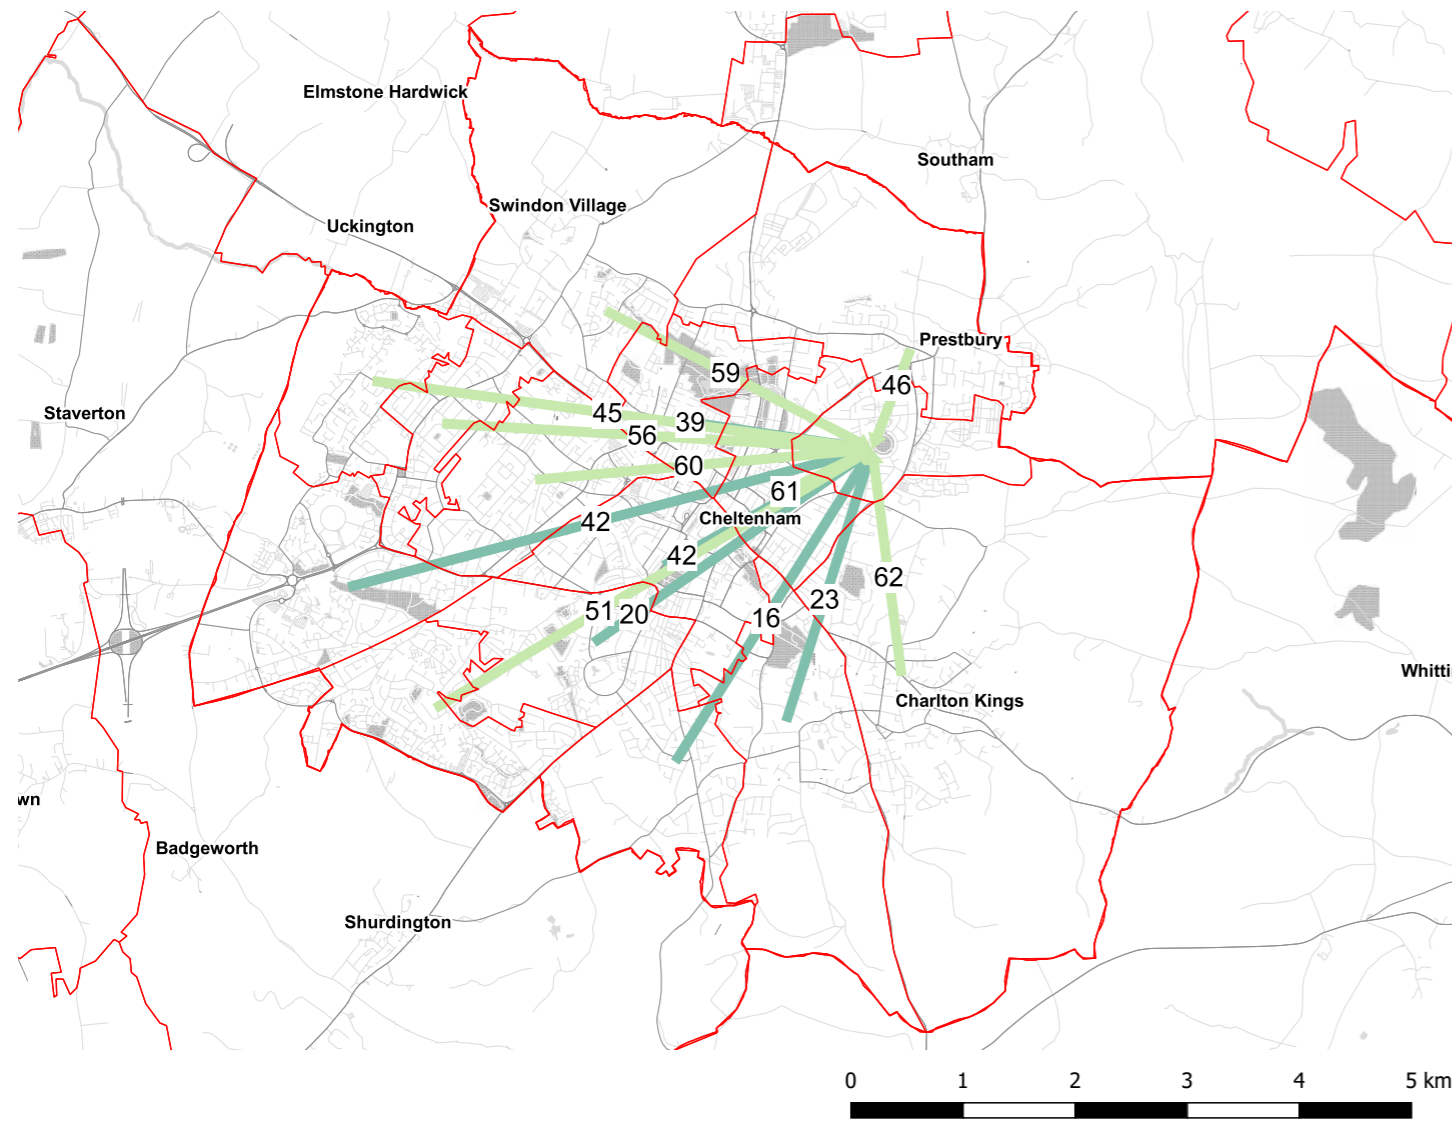 Elmstone Hardwick
Southam
Swindon Village
Uckington
Prestbury
59
46
Staverton
45
39
56
60
61
Cheltenham
42
42
62
23
51
20
16
Whitti
Charlton Kings
wn
Badgeworth
Shurdington
0 1 2 3 4 5 km